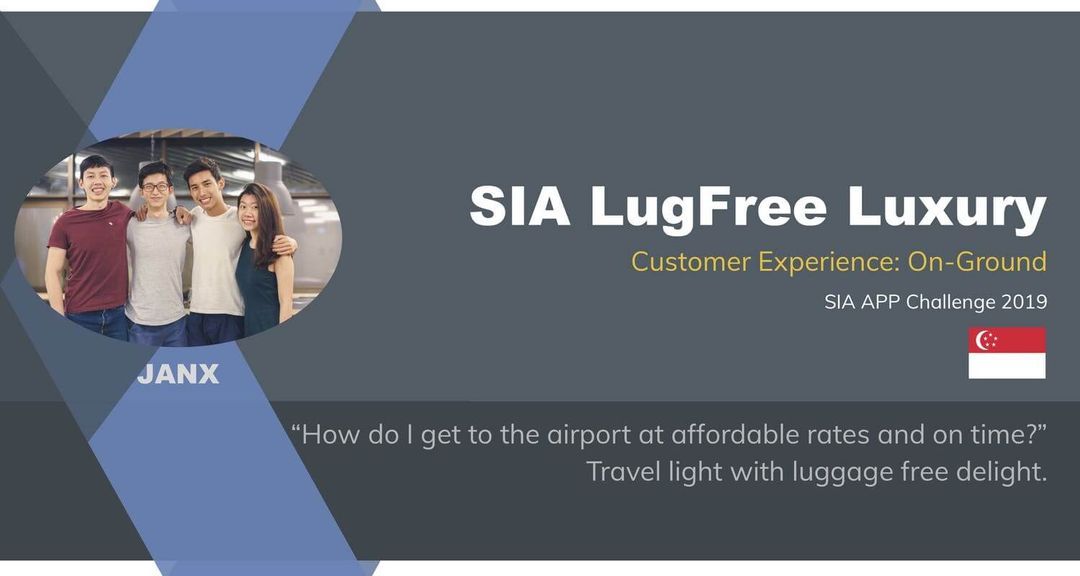 SIA LugFree Luxury
Customer Experience: On-Ground
SIA APP Challenge 2019
JANX
“How do I get to the airport at affordable rates and on time?”
Travel light with luggage free delight.